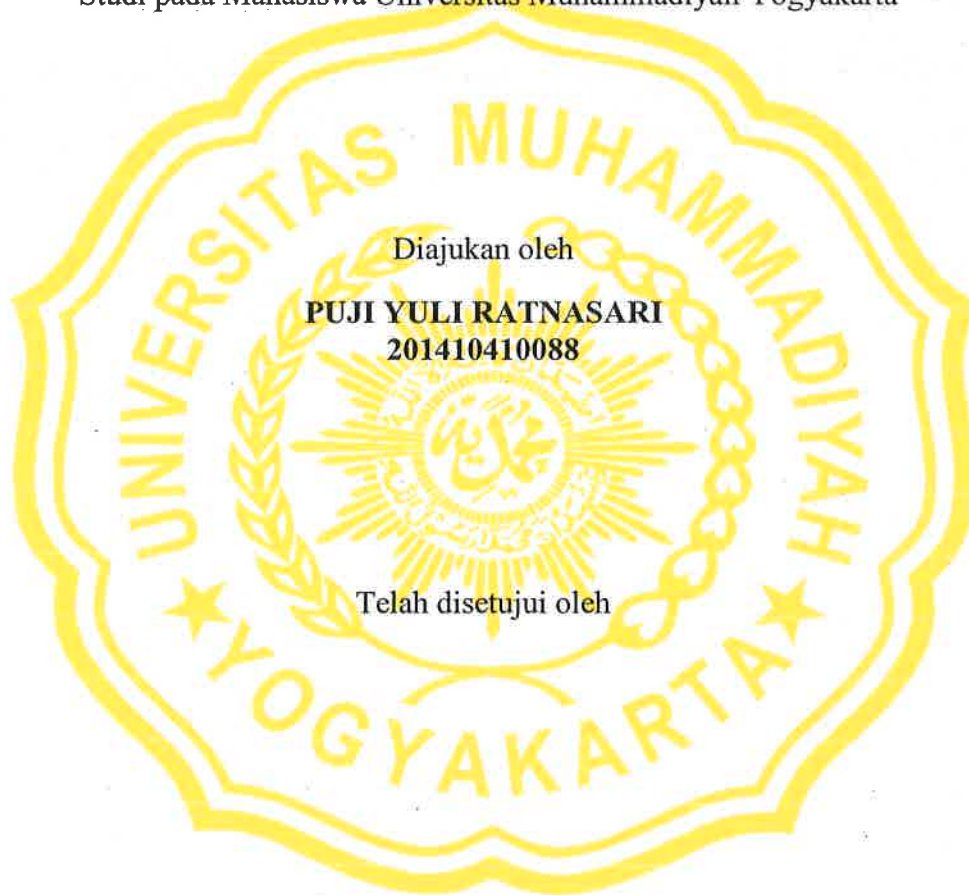 Studi pada Mahasiswa Universitas Muhammadiyah Yogyakarta
UNIVERSITAS MUHAMMADIYAH
Diajukan oleh
PUJI YULI RATNASARI
201410410088
Telah disetujui oleh
★ YOGYAKARTA ★